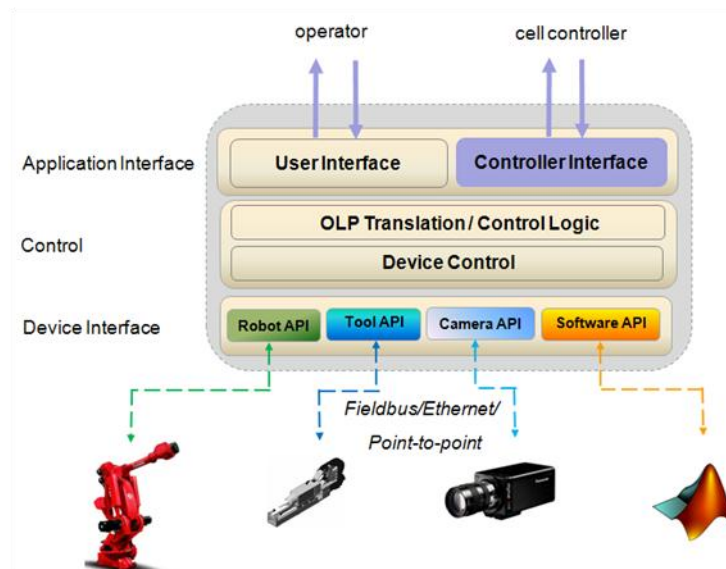 operator
cell controller
Application Interface
User Interface
Controller Interface
Control
OLP Translation / Control Logic
Device Control
Device Interface
Robot API
Tool API
Camera API
Software API
Fieldbus/Ethernet/
Point-to-point